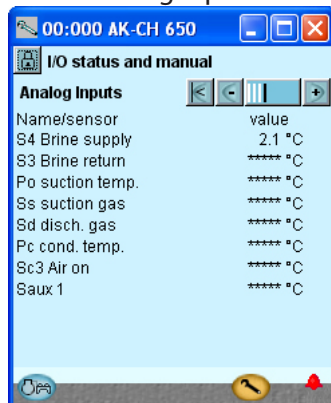 00:000 AK-CH 650
I/O status and manual
Analog Inputs
Name/sensor value
S4 Brine supply 2.1 °C
S3 Brine return ***** °C
Po suction temp. ***** °C
Ss suction gas ***** °C
Sd disch. gas ***** °C
Pc cond. temp. ***** °C
Sc3 Air on ***** °C
Saux 1 ***** °C